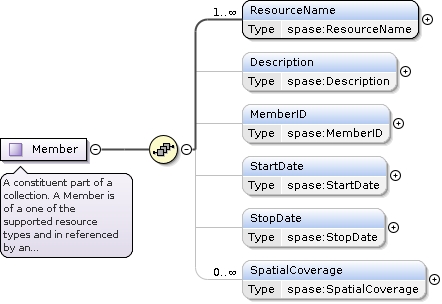 1..∞
ResourceName
Type spase:ResourceName
Description
Type spase:Description
MemberID
Type spase:MemberID
Member
A constituent part of a
collection. A Member is
of a one of the
supported resource
types and in referenced
by an...
StartDate
Type spase:StartDate
StopDate
Type spase:StopDate
0..∞
SpatialCoverage
Type spase:SpatialCoverage